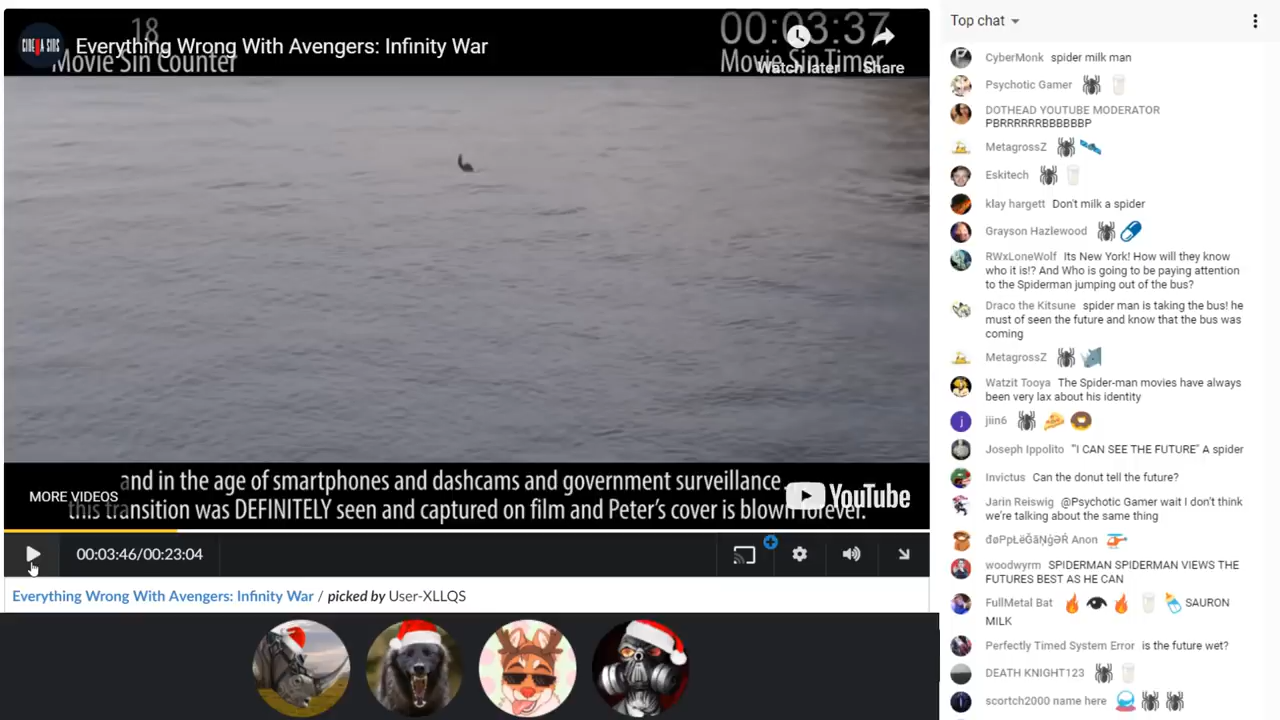 18
00:03:37
CINEMA SINS
Everything Wrong With Avengers: Infinity War
Movie Sin Counter
Movie Sin Timer
Watch later
Share
and in the age of smartphones and dashcams and government surveillance,
this transition was DEFINITELY seen and captured on film and Peter's cover is blown forever.
MORE VIDEOS
YouTube
00:03:46/00:23:04
Everything Wrong With Avengers: Infinity War / picked by User-XLLQS
Top chat
CyberMonk spider milk man
Psychotic Gamer 🕷 🥛
DOTHEAD YOUTUBE MODERATOR
PBRRRRRRBBBBBBP
MetagrossZ 🕷 🛰
Eskitech 🕷 🥛
klay hargett Don't milk a spider
Grayson Hazlewood 🕷 💊
RWxLoneWolf Its New York! How will they know
who it is!? And Who is going to be paying attention
to the Spiderman jumping out of the bus?
Draco the Kitsune spider man is taking the bus! he
must of seen the future and know that the bus was
coming
MetagrossZ 🕷 🦏
Watzit Tooya The Spider-man movies have always
been very lax about his identity
jiin6 🕷 🧀 🍩
Joseph Ippolito "I CAN SEE THE FUTURE" A spider
Invictus Can the donut tell the future?
Jarin Reiswig @Psychotic Gamer wait I don't think
we're talking about the same thing
Anon 🚁
woodwyrm SPIDERMAN SPIDERMAN VIEWS THE
FUTURES BEST AS HE CAN
FullMetal Bat 🔥 👁 🔥 🥛 🍼 SAURON
MILK
Perfectly Timed System Error is the future wet?
DEATH KNIGHT123 🕷 🥛
scortch2000 name here 🔮 🕷 🕷